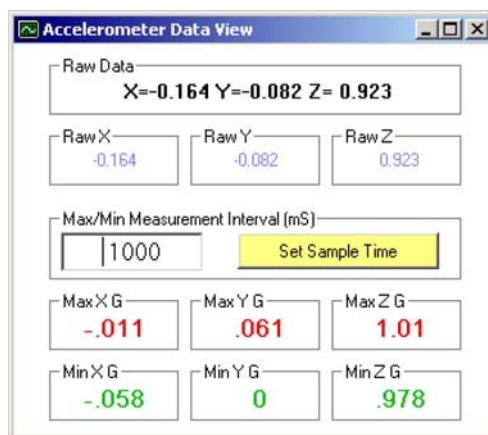 Accelerometer Data View
Raw Data
X=-0.164 Y=-0.082 Z= 0.923
Raw X Raw Y Raw Z
-0.164 -0.082 0.923
Max/Min Measurement Interval (mS)
1000 Set Sample Time
Max X G Max Y G Max Z G
-.011 .061 1.01
Min X G Min Y G Min Z G
-.058 0 .978